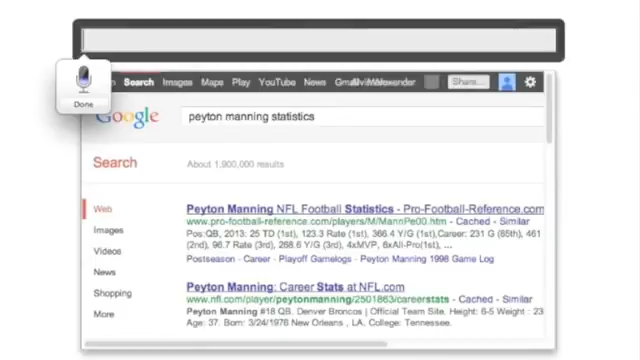 Search Images Maps Play YouTube News Share...
Done
Google peyton manning statistics
Search About 1,900,000 results
Web
Peyton Manning NFL Football Statistics - Pro-Football-Reference.com
www.pro-football-reference.com/players/M/MannPe00.htm - Cached - Similar
Pos:QB, 2013: 25 TD (1st), 123.3 Rate (1st), 366.4 Y/G (3rd),Career: 231 G (85th), 461
(2nd), 96.7 Rate (3rd), 268.6 Y/G (3rd), 4xMVP, 6xAll-Pro(1st), ...
Postseason - Career - Playoff Gamelogs - Peyton Manning 1998 Game Log
Images
Videos
News
Shopping
More
Peyton Manning: Career Stats at NFL.com
www.nfl.com/player/peytonmanning/2501863/careerstats - Cached - Similar
Peyton Manning #18 QB. Denver Broncos | Official Team Site. Height: 6-5 Weight : 23
Age: 37. Born: 3/24/1976 New Orleans , LA. College: Tennessee.